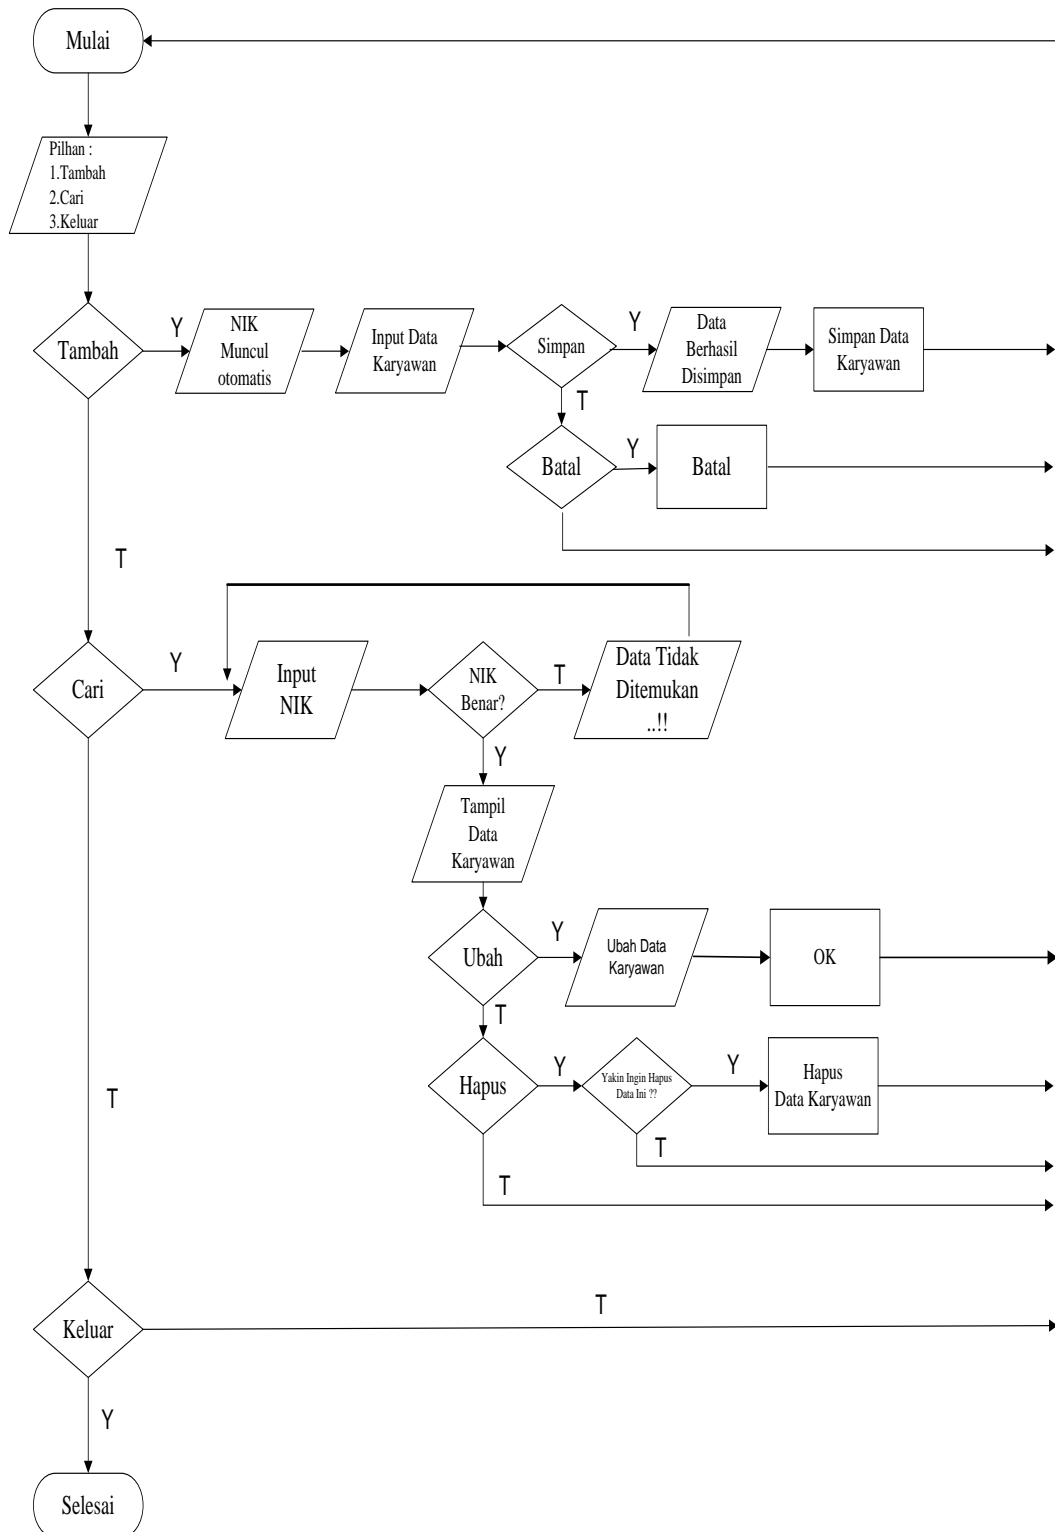 Mulai
Pilhan :
1.Tambah
2.Cari
3.Keluar
Tambah
Y
NIK
Muncul
otomatis
Input Data
Karyawan
Simpan
Y
Data
Berhasil
Disimpan
Simpan Data
Karyawan
T
Batal
Y
Batal
T
Cari
Y
Input
NIK
NIK
Benar?
T
Data Tidak
Ditemukan
..!!
Y
Tampil
Data
Karyawan
Ubah
Y
Ubah Data
Karyawan
OK
T
Hapus
Y
Yakin Ingin Hapus
Data Ini ??
Y
Hapus
Data Karyawan
T
T
T
Keluar
T
Y
Selesai